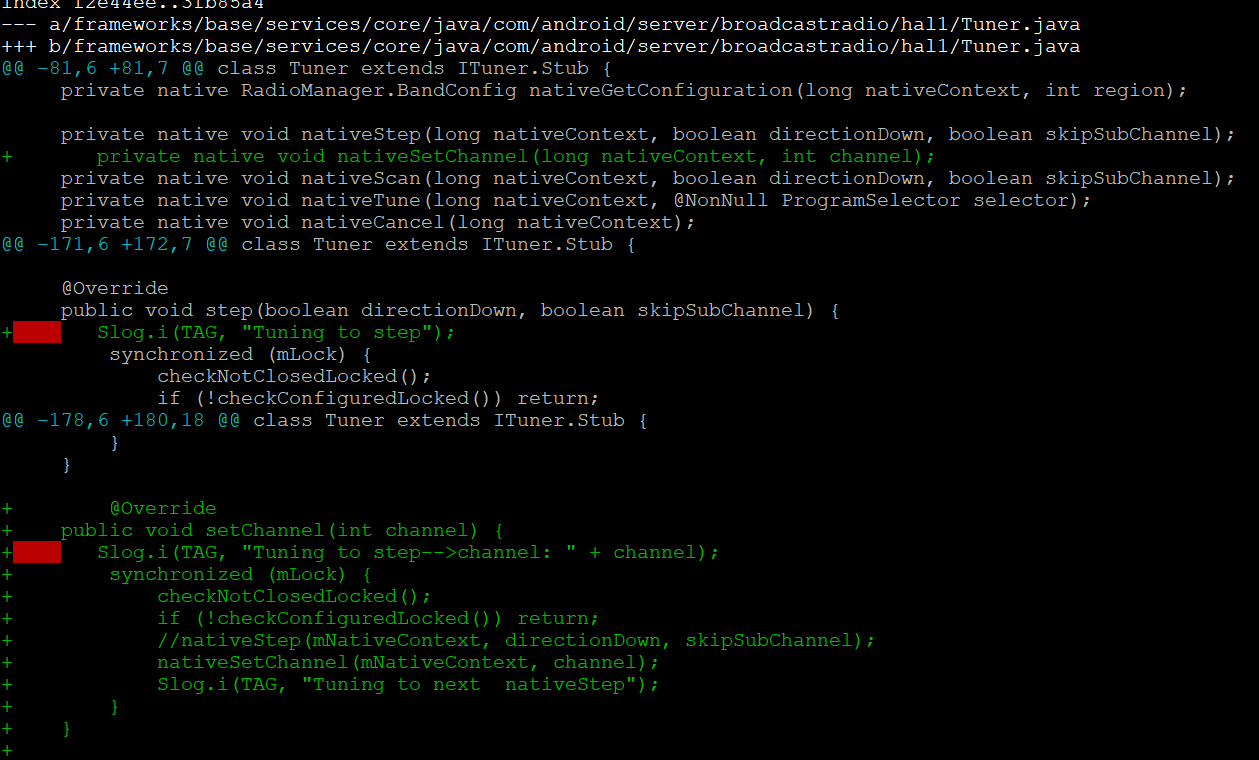 index f2e44ee..31b85a4
--- a/frameworks/base/services/core/java/com/android/server/broadcastradio/hal1/Tuner.java
+++ b/frameworks/base/services/core/java/com/android/server/broadcastradio/hal1/Tuner.java
@@ -81,6 +81,7 @@ class Tuner extends ITuner.Stub {
     private native RadioManager.BandConfig nativeGetConfiguration(long nativeContext, int region);
     private native void nativeStep(long nativeContext, boolean directionDown, boolean skipSubChannel);
+       private native void nativeSetChannel(long nativeContext, int channel);
     private native void nativeScan(long nativeContext, boolean directionDown, boolean skipSubChannel);
     private native void nativeTune(long nativeContext, @NonNull ProgramSelector selector);
     private native void nativeCancel(long nativeContext);
@@ -171,6 +172,7 @@ class Tuner extends ITuner.Stub {
     @Override
     public void step(boolean directionDown, boolean skipSubChannel) {
+       Slog.i(TAG, "Tuning to step");
         synchronized (mLock) {
             checkNotClosedLocked();
             if (!checkConfiguredLocked()) return;
@@ -178,6 +180,18 @@ class Tuner extends ITuner.Stub {
         }
     }
+        @Override
+    public void setChannel(int channel) {
+       Slog.i(TAG, "Tuning to step-->channel: " + channel);
+        synchronized (mLock) {
+            checkNotClosedLocked();
+            if (!checkConfiguredLocked()) return;
+            //nativeStep(mNativeContext, directionDown, skipSubChannel);
+            nativeSetChannel(mNativeContext, channel);
+            Slog.i(TAG, "Tuning to next  nativeStep");
+        }
+    }
+